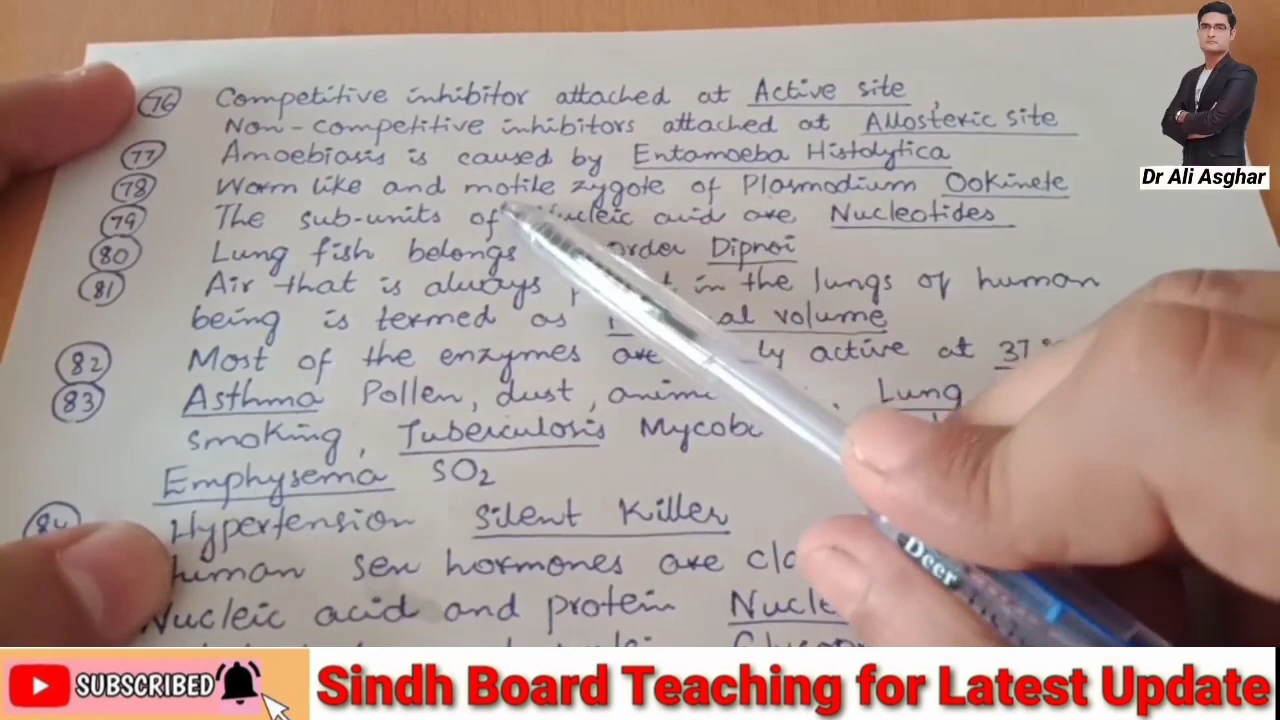 76 Competitive inhibitor attached at Active site,
Non-competitive inhibitors attached at Allosteric site
77 Amoebiasis is caused by Entamoeba Histolytica
78 Worm like and motile zygote of Plasmodium Ookinete
79 The sub-units of Nucleic acid are Nucleotides
80 Lung fish belongs order Dipnoi
81 Air that is always in the lungs of human
being is termed as volume
82 Most of the enzymes are active at 37°
83 Asthma Pollen, dust, Lung
smoking, Tuberculosis
Emphysema SO2
Hypertension Silent Killer
human sex hormones are
Nucleic acid and protein
Dr Ali Asghar
Deer
SUBSCRIBED
Sindh Board Teaching for Latest Update